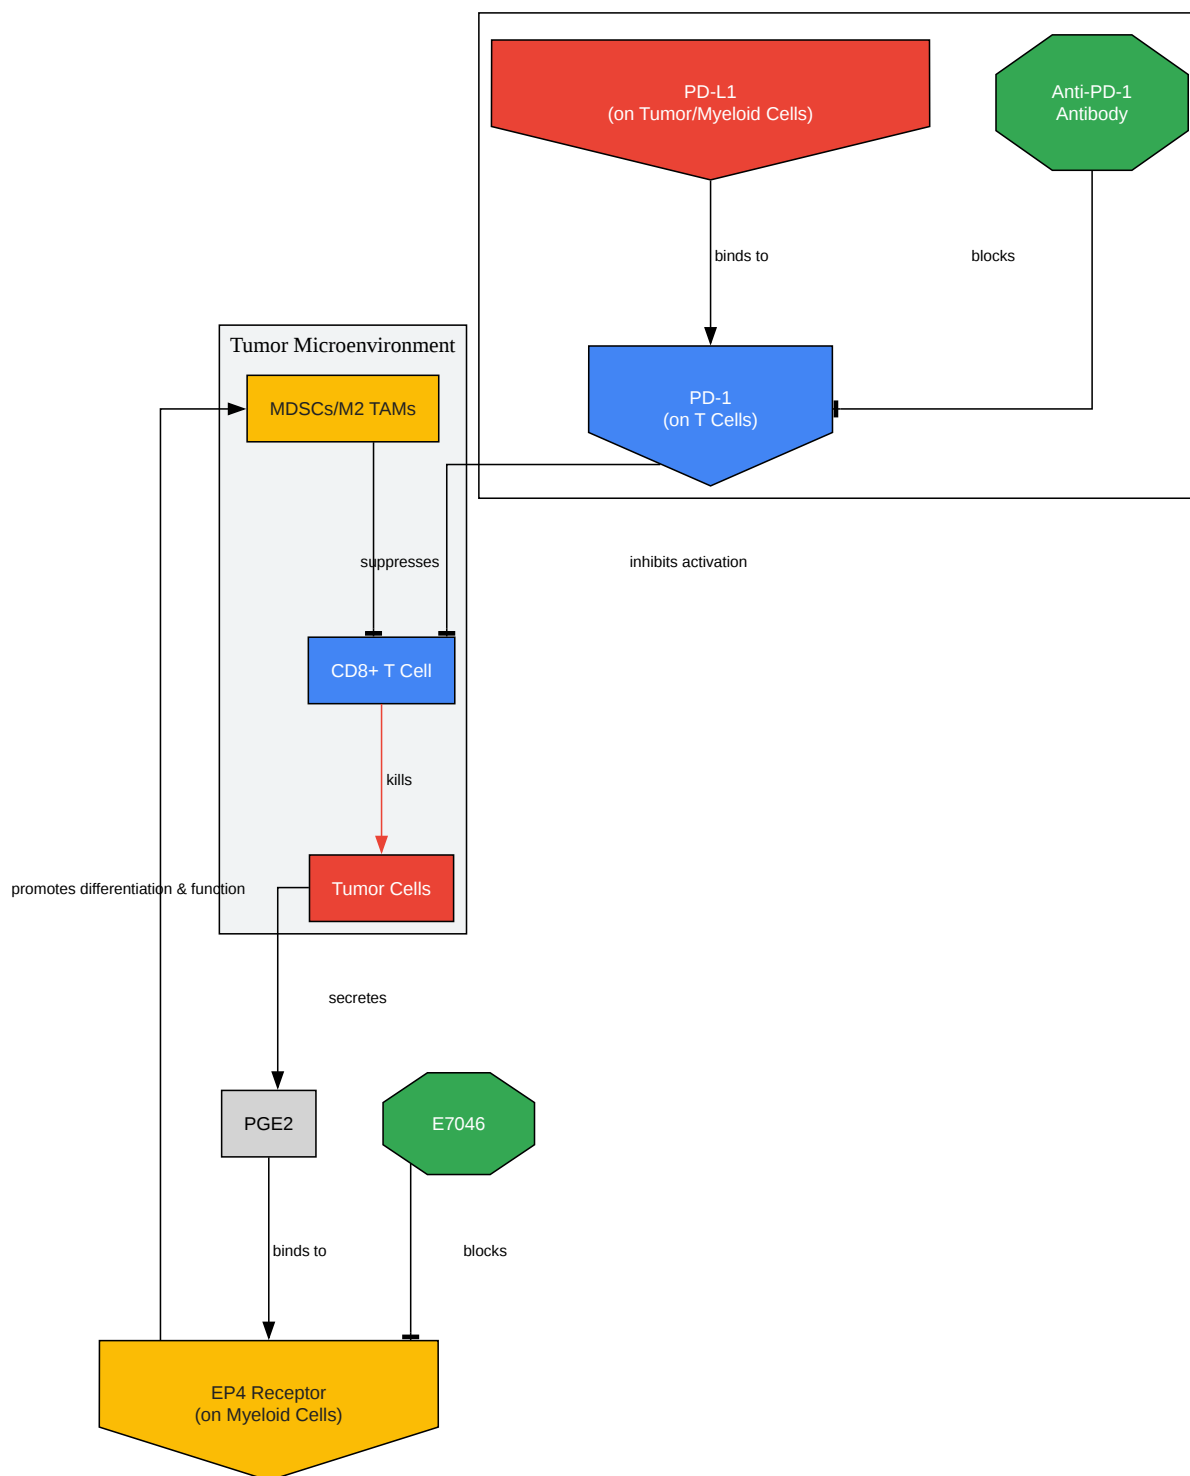 PD-L1
(on Tumor/Myeloid Cells)
Anti-PD-1
Antibody
binds to
blocks
Tumor Microenvironment
MDSCs/M2 TAMs
PD-1
(on T Cells)
suppresses
inhibits activation
CD8+ T Cell
kills
Tumor Cells
promotes differentiation & function
secretes
PGE2
E7046
binds to
blocks
EP4 Receptor
(on Myeloid Cells)